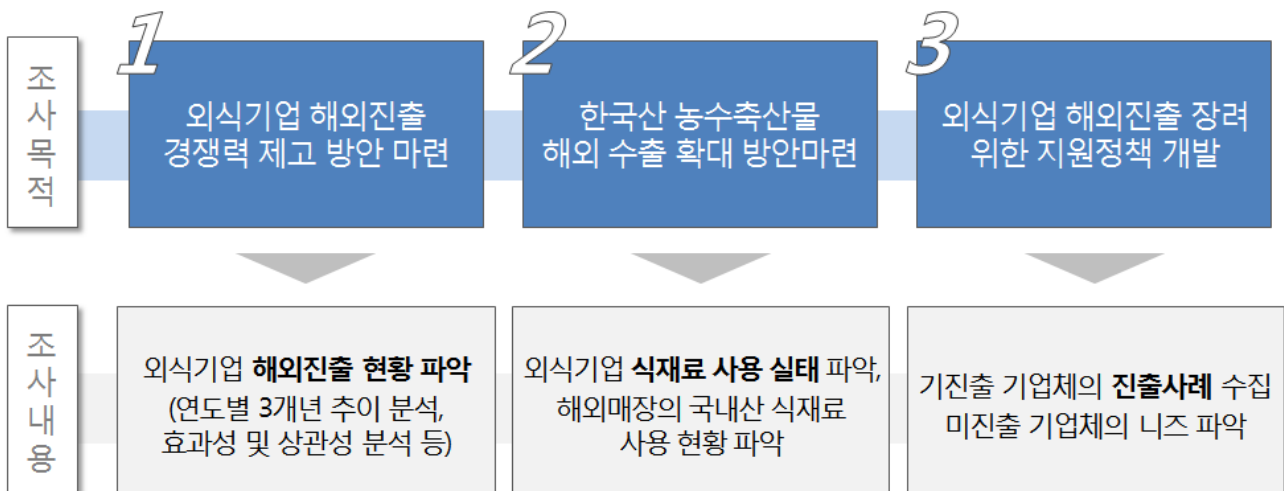 조사목적
1
외식기업 해외진출
경쟁력 제고 방안 마련
2
한국산 농수축산물
해외 수출 확대 방안마련
3
외식기업 해외진출 장려
위한 지원정책 개발
조사내용
외식기업 해외진출 현황 파악
(연도별 3개년 추이 분석,
효과성 및 상관성 분석 등)
외식기업 식재료 사용 실태 파악,
해외매장의 국내산 식재료
사용 현황 파악
기진출 기업체의 진출사례 수집
미진출 기업체의 니즈 파악